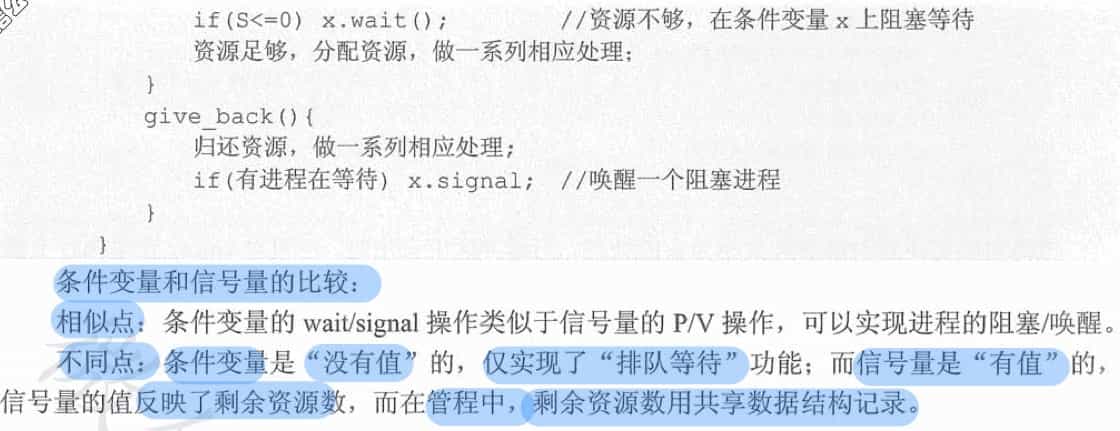 if(S<=0) x.wait(); //资源不够，在条件变量 x 上阻塞等待
资源足够，分配资源，做一系列相应处理；
}
give_back(){
归还资源，做一系列相应处理；
if(有进程在等待) x.signal; //唤醒一个阻塞进程
}
}
条件变量和信号量的比较：
相似点：条件变量的 wait/signal 操作类似于信号量的 P/V 操作，可以实现进程的阻塞/唤醒。
不同点：条件变量是“没有值”的，仅实现了“排队等待”功能；而信号量是“有值”的，
信号量的值反映了剩余资源数，而在管程中，剩余资源数用共享数据结构记录。